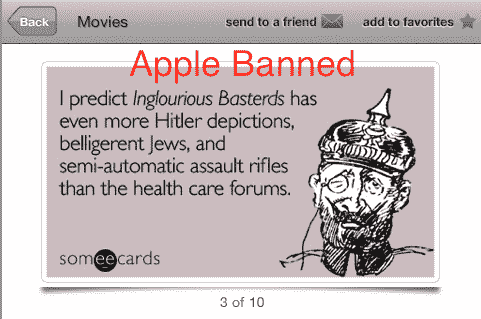 Back Movies send to a friend add to favorites
Apple Banned
I predict Inglourious Basterds has
even more Hitler depictions,
belligerent Jews, and
semi-automatic assault rifles
than the health care forums.
someecards
3 of 10